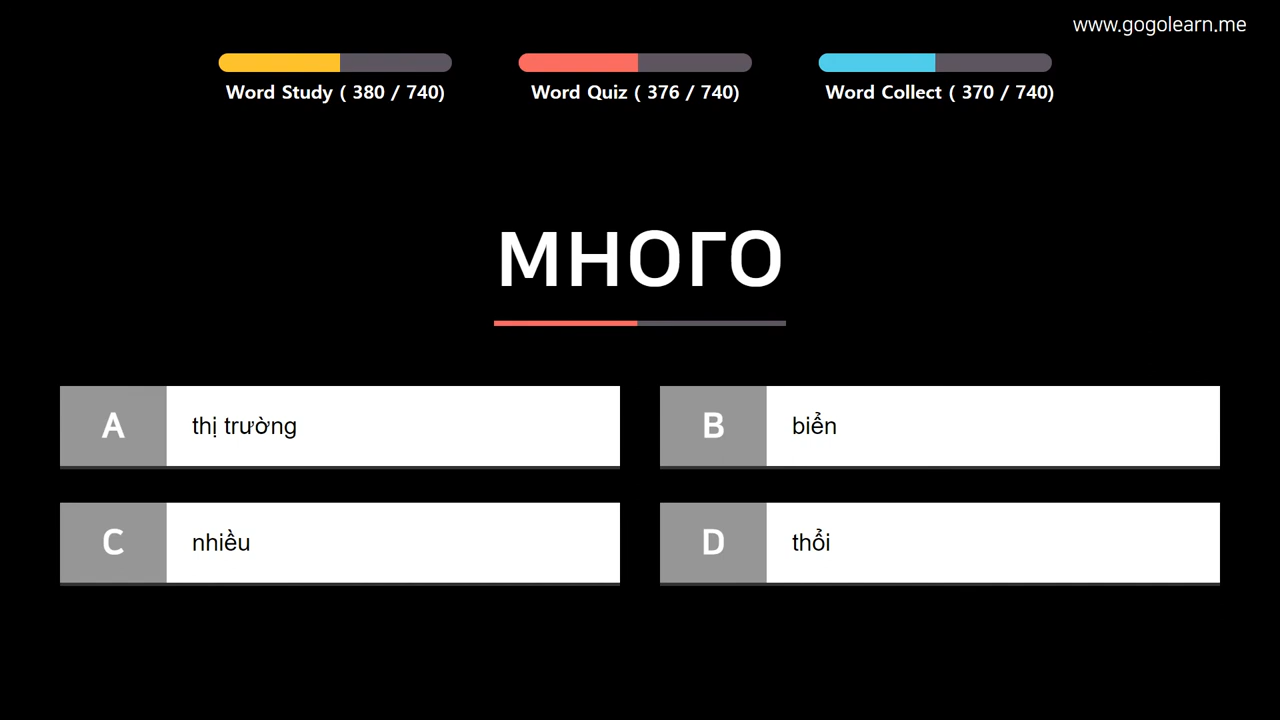 www.gogolearn.me
Word Study ( 380 / 740)
Word Quiz ( 376 / 740)
Word Collect ( 370 / 740)
много
A
thị trường
B
biển
C
nhiều
D
thổi